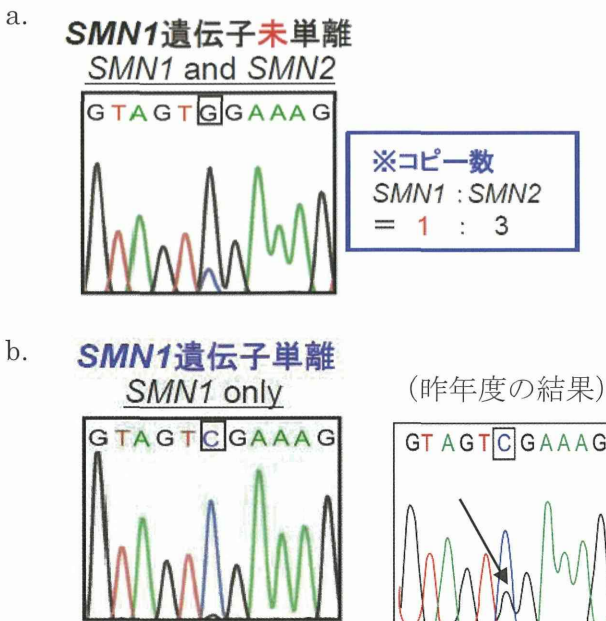 a.
SMN1遺伝子未単離
SMN1 and SMN2
GTAGTGGAAAG
※コピー数
SMN1 : SMN2
= 1 : 3
b.
SMN1遺伝子単離
SMN1 only
GTAGTCGAAAG
(昨年度の結果)
GTAGTCGAAAG